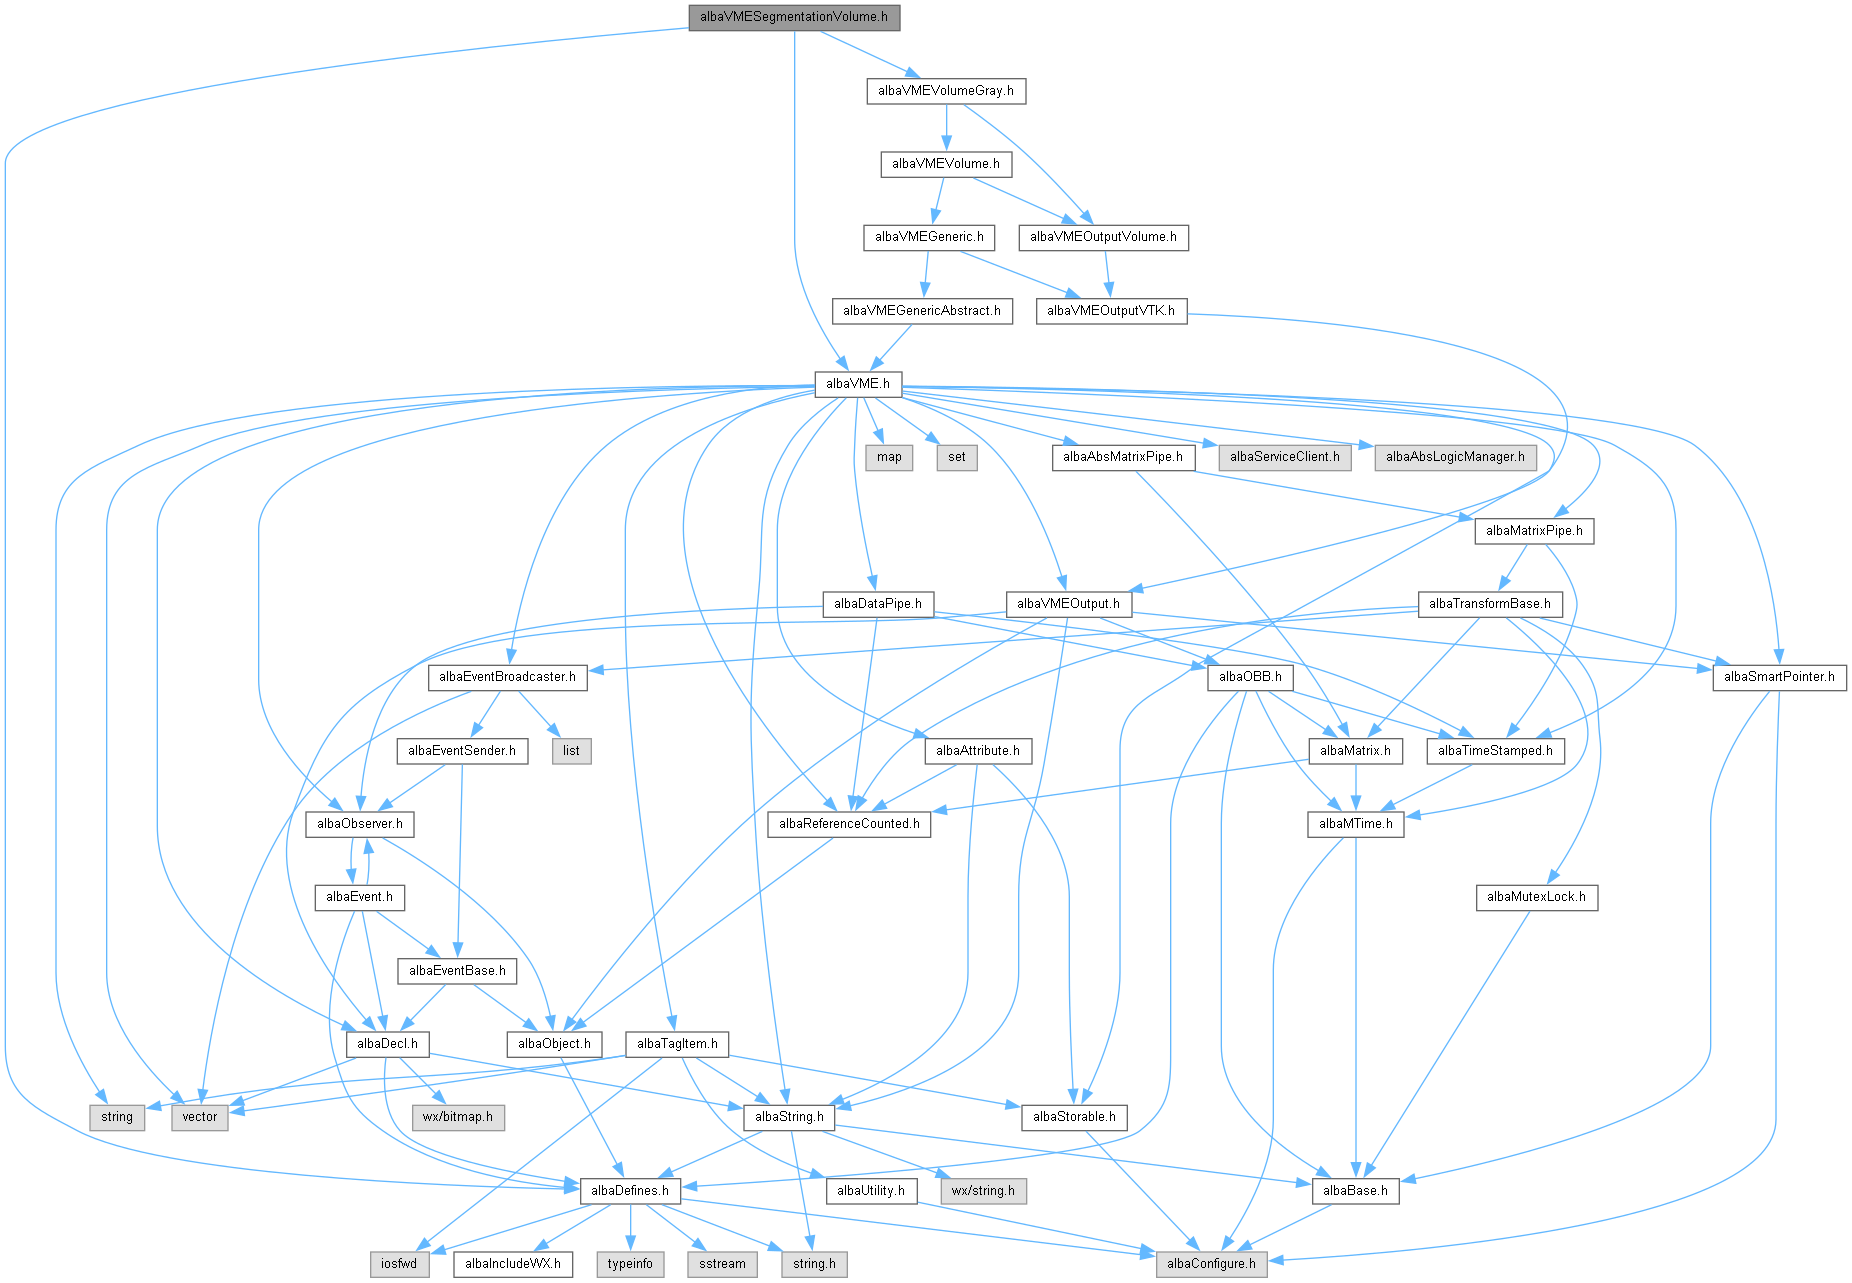 albaVMESegmentationVolume.h
albaVMEVolumeGray.h
albaVMEVolume.h
albaVMEGeneric.h
albaVMEOutputVolume.h
albaVMEGenericAbstract.h
albaVMEOutputVTK.h
albaVME.h
map
set
albaAbsMatrixPipe.h
albaServiceClient.h
albaAbsLogicManager.h
albaMatrixPipe.h
albaDataPipe.h
albaVMEOutput.h
albaTransformBase.h
albaEventBroadcaster.h
albaOBB.h
albaSmartPointer.h
albaEventSender.h
list
albaAttribute.h
albaMatrix.h
albaTimeStamped.h
albaObserver.h
albaReferenceCounted.h
albaMTime.h
albaEvent.h
albaMutexLock.h
albaEventBase.h
albaDecl.h
albaObject.h
albaTagItem.h
string
vector
wx/bitmap.h
albaString.h
albaStorable.h
albaDefines.h
albaUtility.h
wx/string.h
albaBase.h
iosfwd
albaIncludeWX.h
typeinfo
sstream
string.h
albaConfigure.h